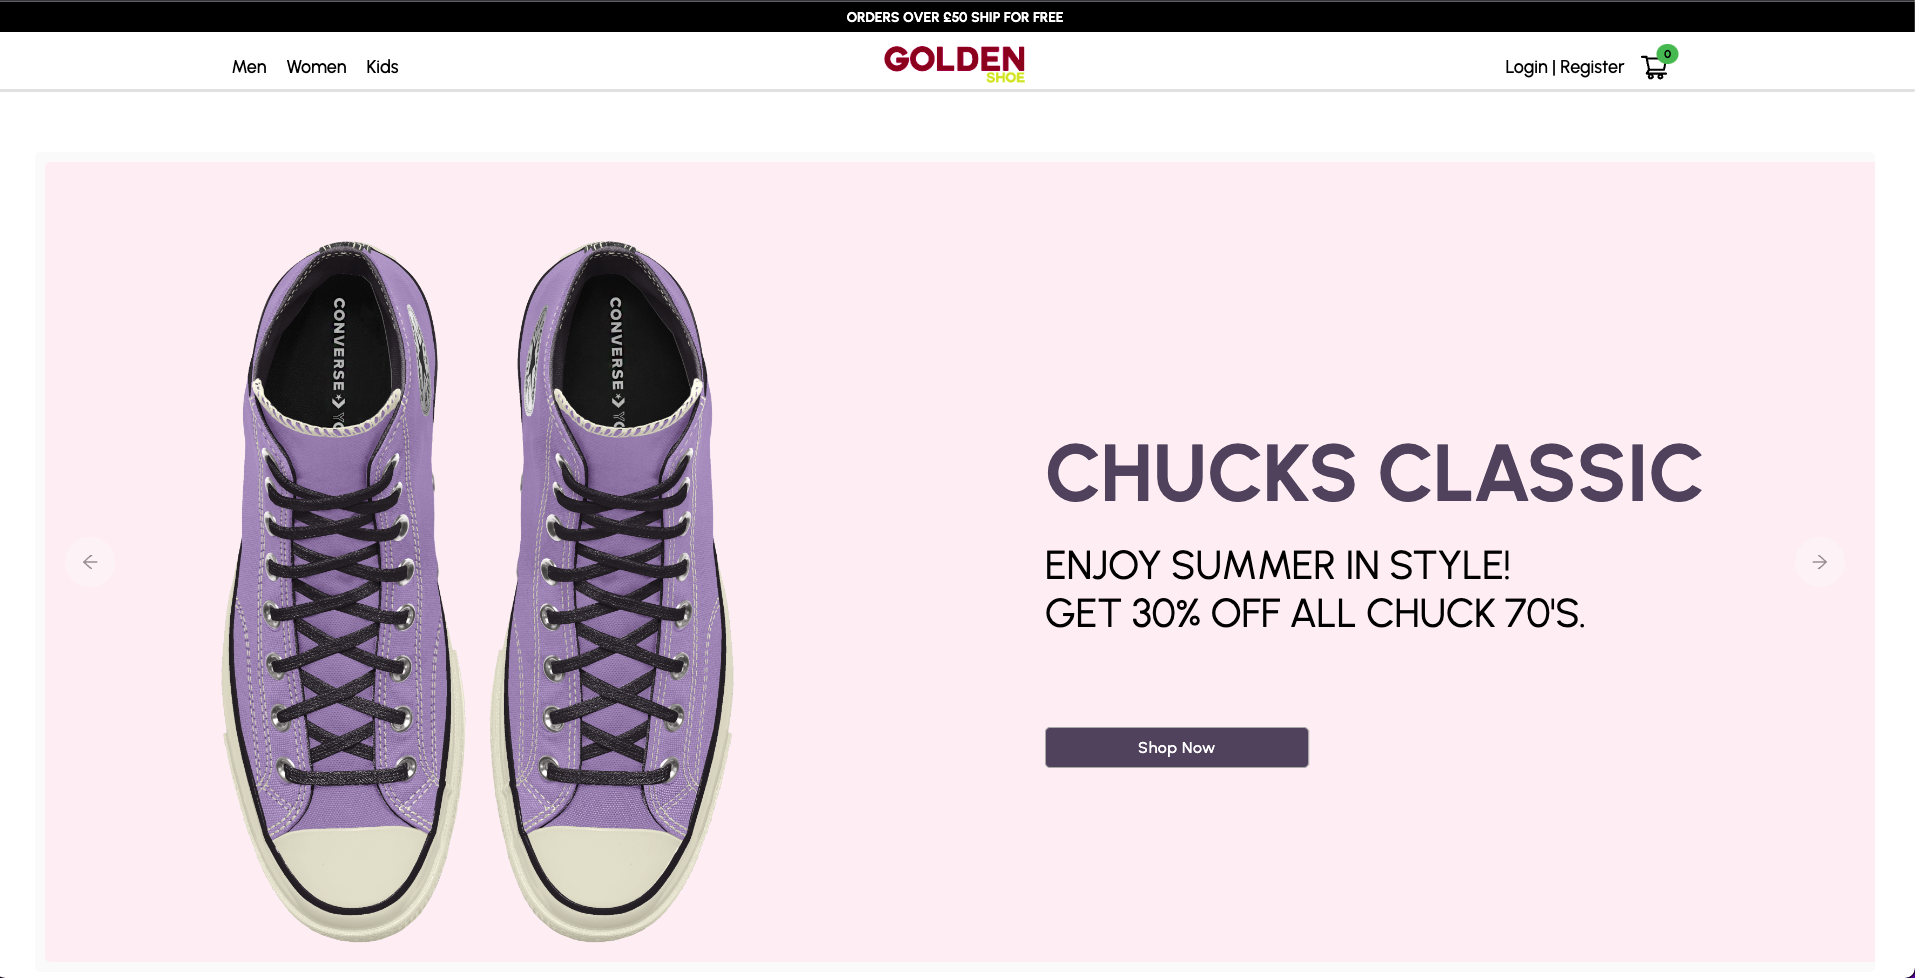 ORDERS OVER £50 SHIP FOR FREE
Men Women Kids
GOLDEN
SHOE
Login | Register
0
CONVERSE
CONVERSE
CHUCKS CLASSIC
ENJOY SUMMER IN STYLE!
GET 30% OFF ALL CHUCK 70'S.
Shop Now